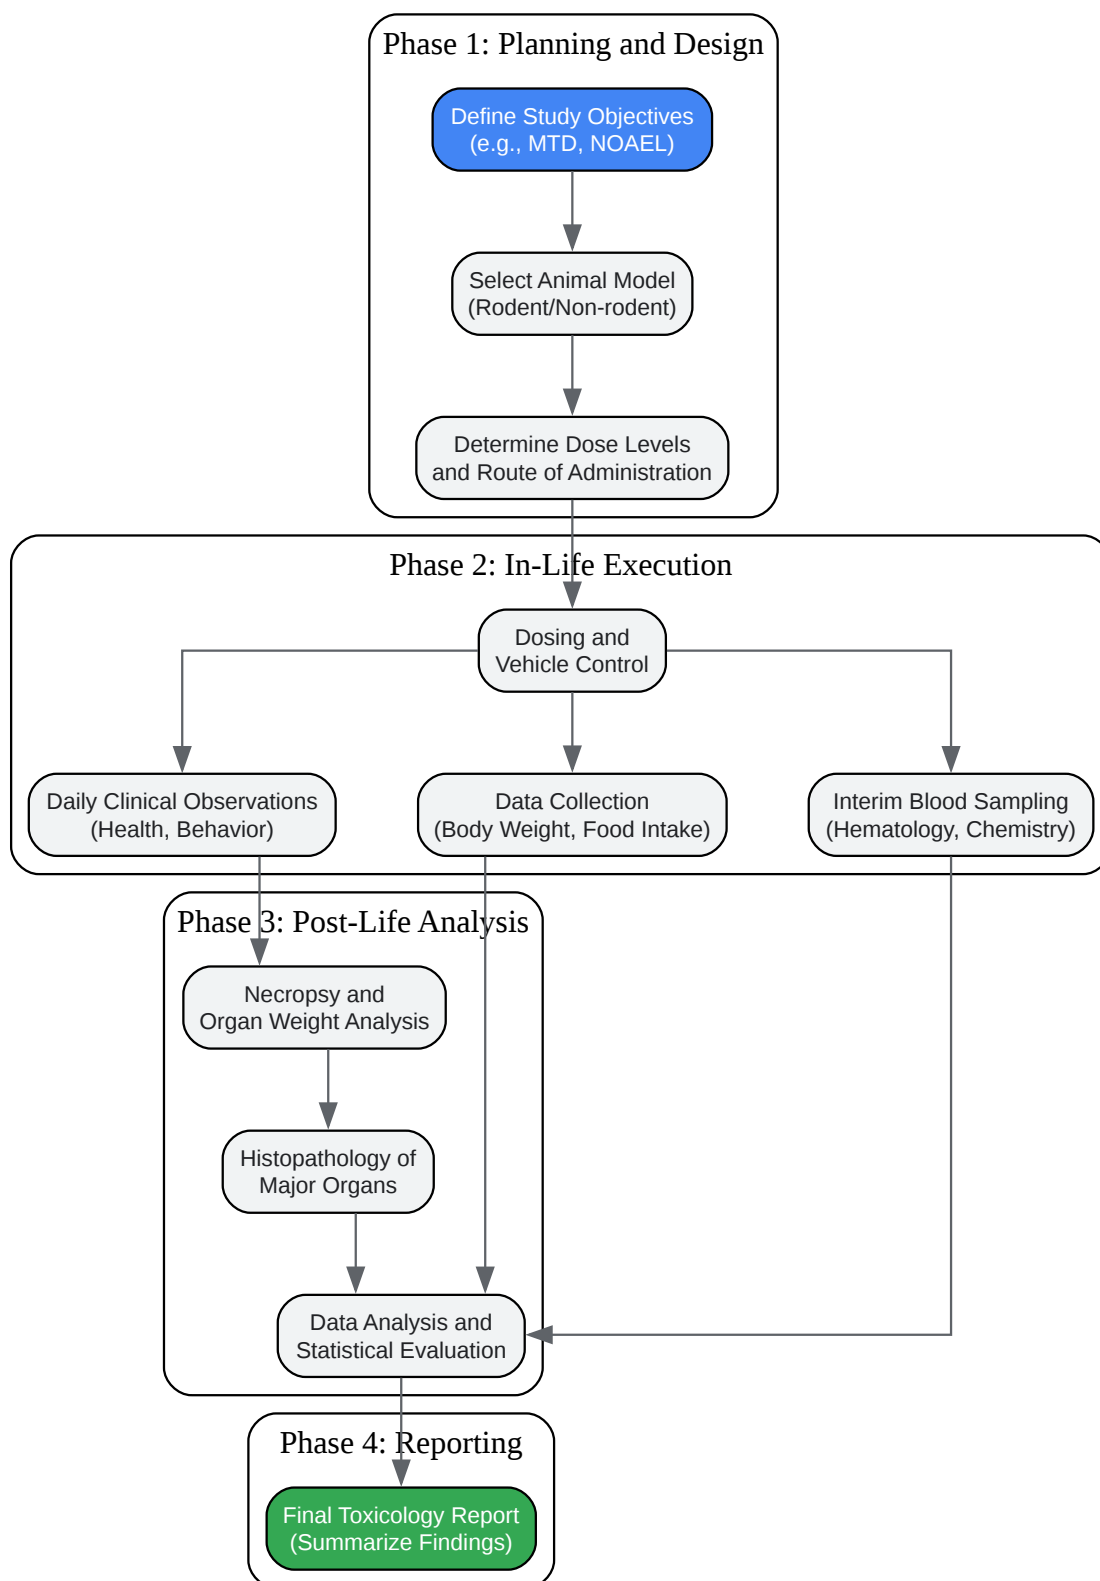 Phase 1: Planning and Design
Define Study Objectives
(e.g., MTD, NOAEL)
Select Animal Model
(Rodent/Non-rodent)
Determine Dose Levels
and Route of Administration
Phase 2: In-Life Execution
Dosing and
Vehicle Control
Daily Clinical Observations
(Health, Behavior)
Data Collection
(Body Weight, Food Intake)
Interim Blood Sampling
(Hematology, Chemistry)
Phase 3: Post-Life Analysis
Necropsy and
Organ Weight Analysis
Histopathology of
Major Organs
Data Analysis and
Statistical Evaluation
Phase 4: Reporting
Final Toxicology Report
(Summarize Findings)